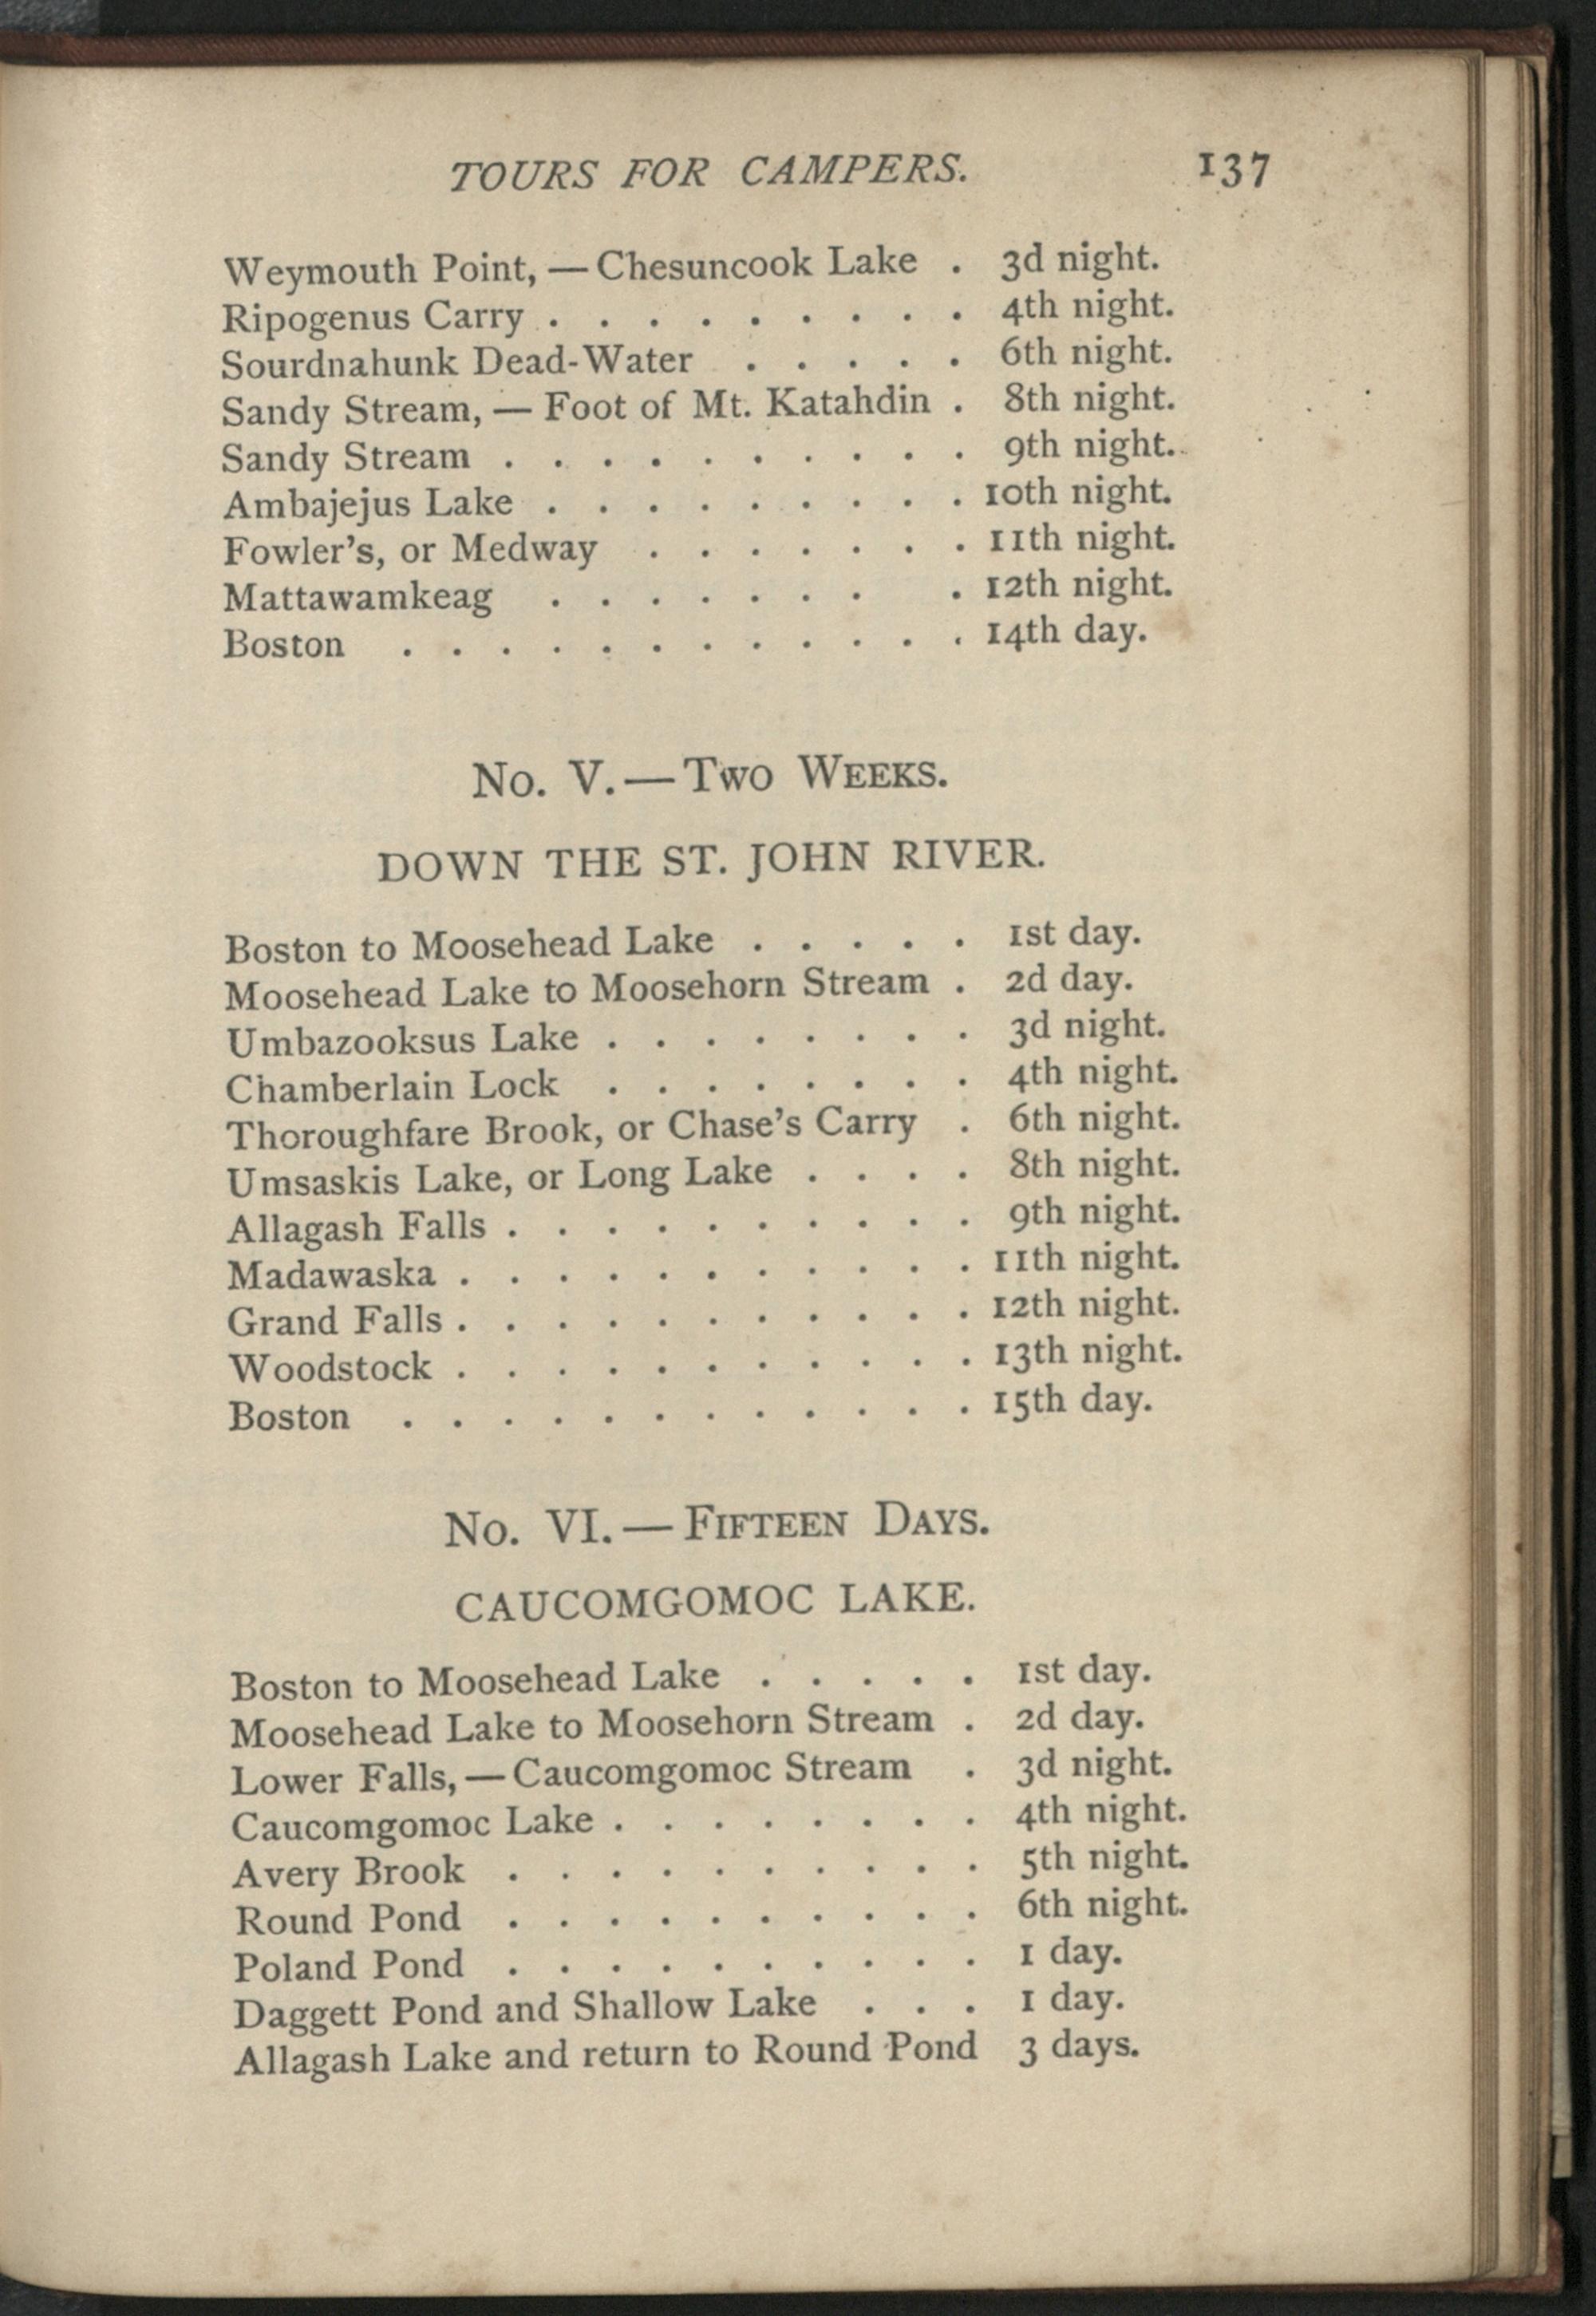 TOURS FOR CAMPERS. 137
Weymouth Point, — Chesuncook Lake . 3d night.
Ripogenus Carry . . . . . . . . . 4th night.
Sourdnahunk Dead-Water . . . . . 6th night.
Sandy Stream, — Foot of Mt. Katahdin . 8th night.
Sandy Stream . . . . . . . . . . 9th night.
Ambajejus Lake . . . . . . . . . 10th night.
Fowler's, or Medway . . . . . . . 11th night.
Mattawamkeag . . . . . . . . 12th night.
Boston . . . . . . . . . . . . 14th day.
No. V. — Two Weeks.
DOWN THE ST. JOHN RIVER.
Boston to Moosehead Lake . . . . . 1st day.
Moosehead Lake to Moosehorn Stream . 2d day.
Umbazooksus Lake . . . . . . . . 3d night.
Chamberlain Lock . . . . . . . . 4th night.
Thoroughfare Brook, or Chase's Carry . 6th night.
Umsaskis Lake, or Long Lake . . . . 8th night.
Allagash Falls . . . . . . . . . . 9th night.
Madawaska . . . . . . . . . . . 11th night.
Grand Falls . . . . . . . . . . . 12th night.
Woodstock . . . . . . . . . . . 13th night.
Boston . . . . . . . . . . . . 15th day.
No. VI. — Fifteen Days.
CAUCOMGOMOC LAKE.
Boston to Moosehead Lake . . . . . 1st day.
Moosehead Lake to Moosehorn Stream . 2d day.
Lower Falls, — Caucomgomoc Stream . 3d night.
Caucomgomoc Lake . . . . . . . . 4th night.
Avery Brook . . . . . . . . . . 5th night.
Round Pond . . . . . . . . . . 6th night.
Poland Pond . . . . . . . . . . 1 day.
Daggett Pond and Shallow Lake . . . 1 day.
Allagash Lake and return to Round Pond 3 days.